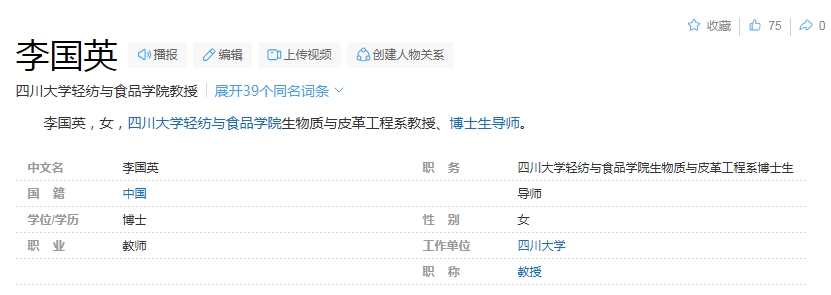 收藏 75 0
李国英 播报 编辑 上传视频 创建人物关系
四川大学轻纺与食品学院教授 展开39个同名词条
李国英，女，四川大学轻纺与食品学院生物质与皮革工程系教授、博士生导师。
中文名 李国英 职 务 四川大学轻纺与食品学院生物质与皮革工程系博士生
国 籍 中国 导师
学位/学历 博士 性 别 女
职 业 教师 工作单位 四川大学
职 称 教授